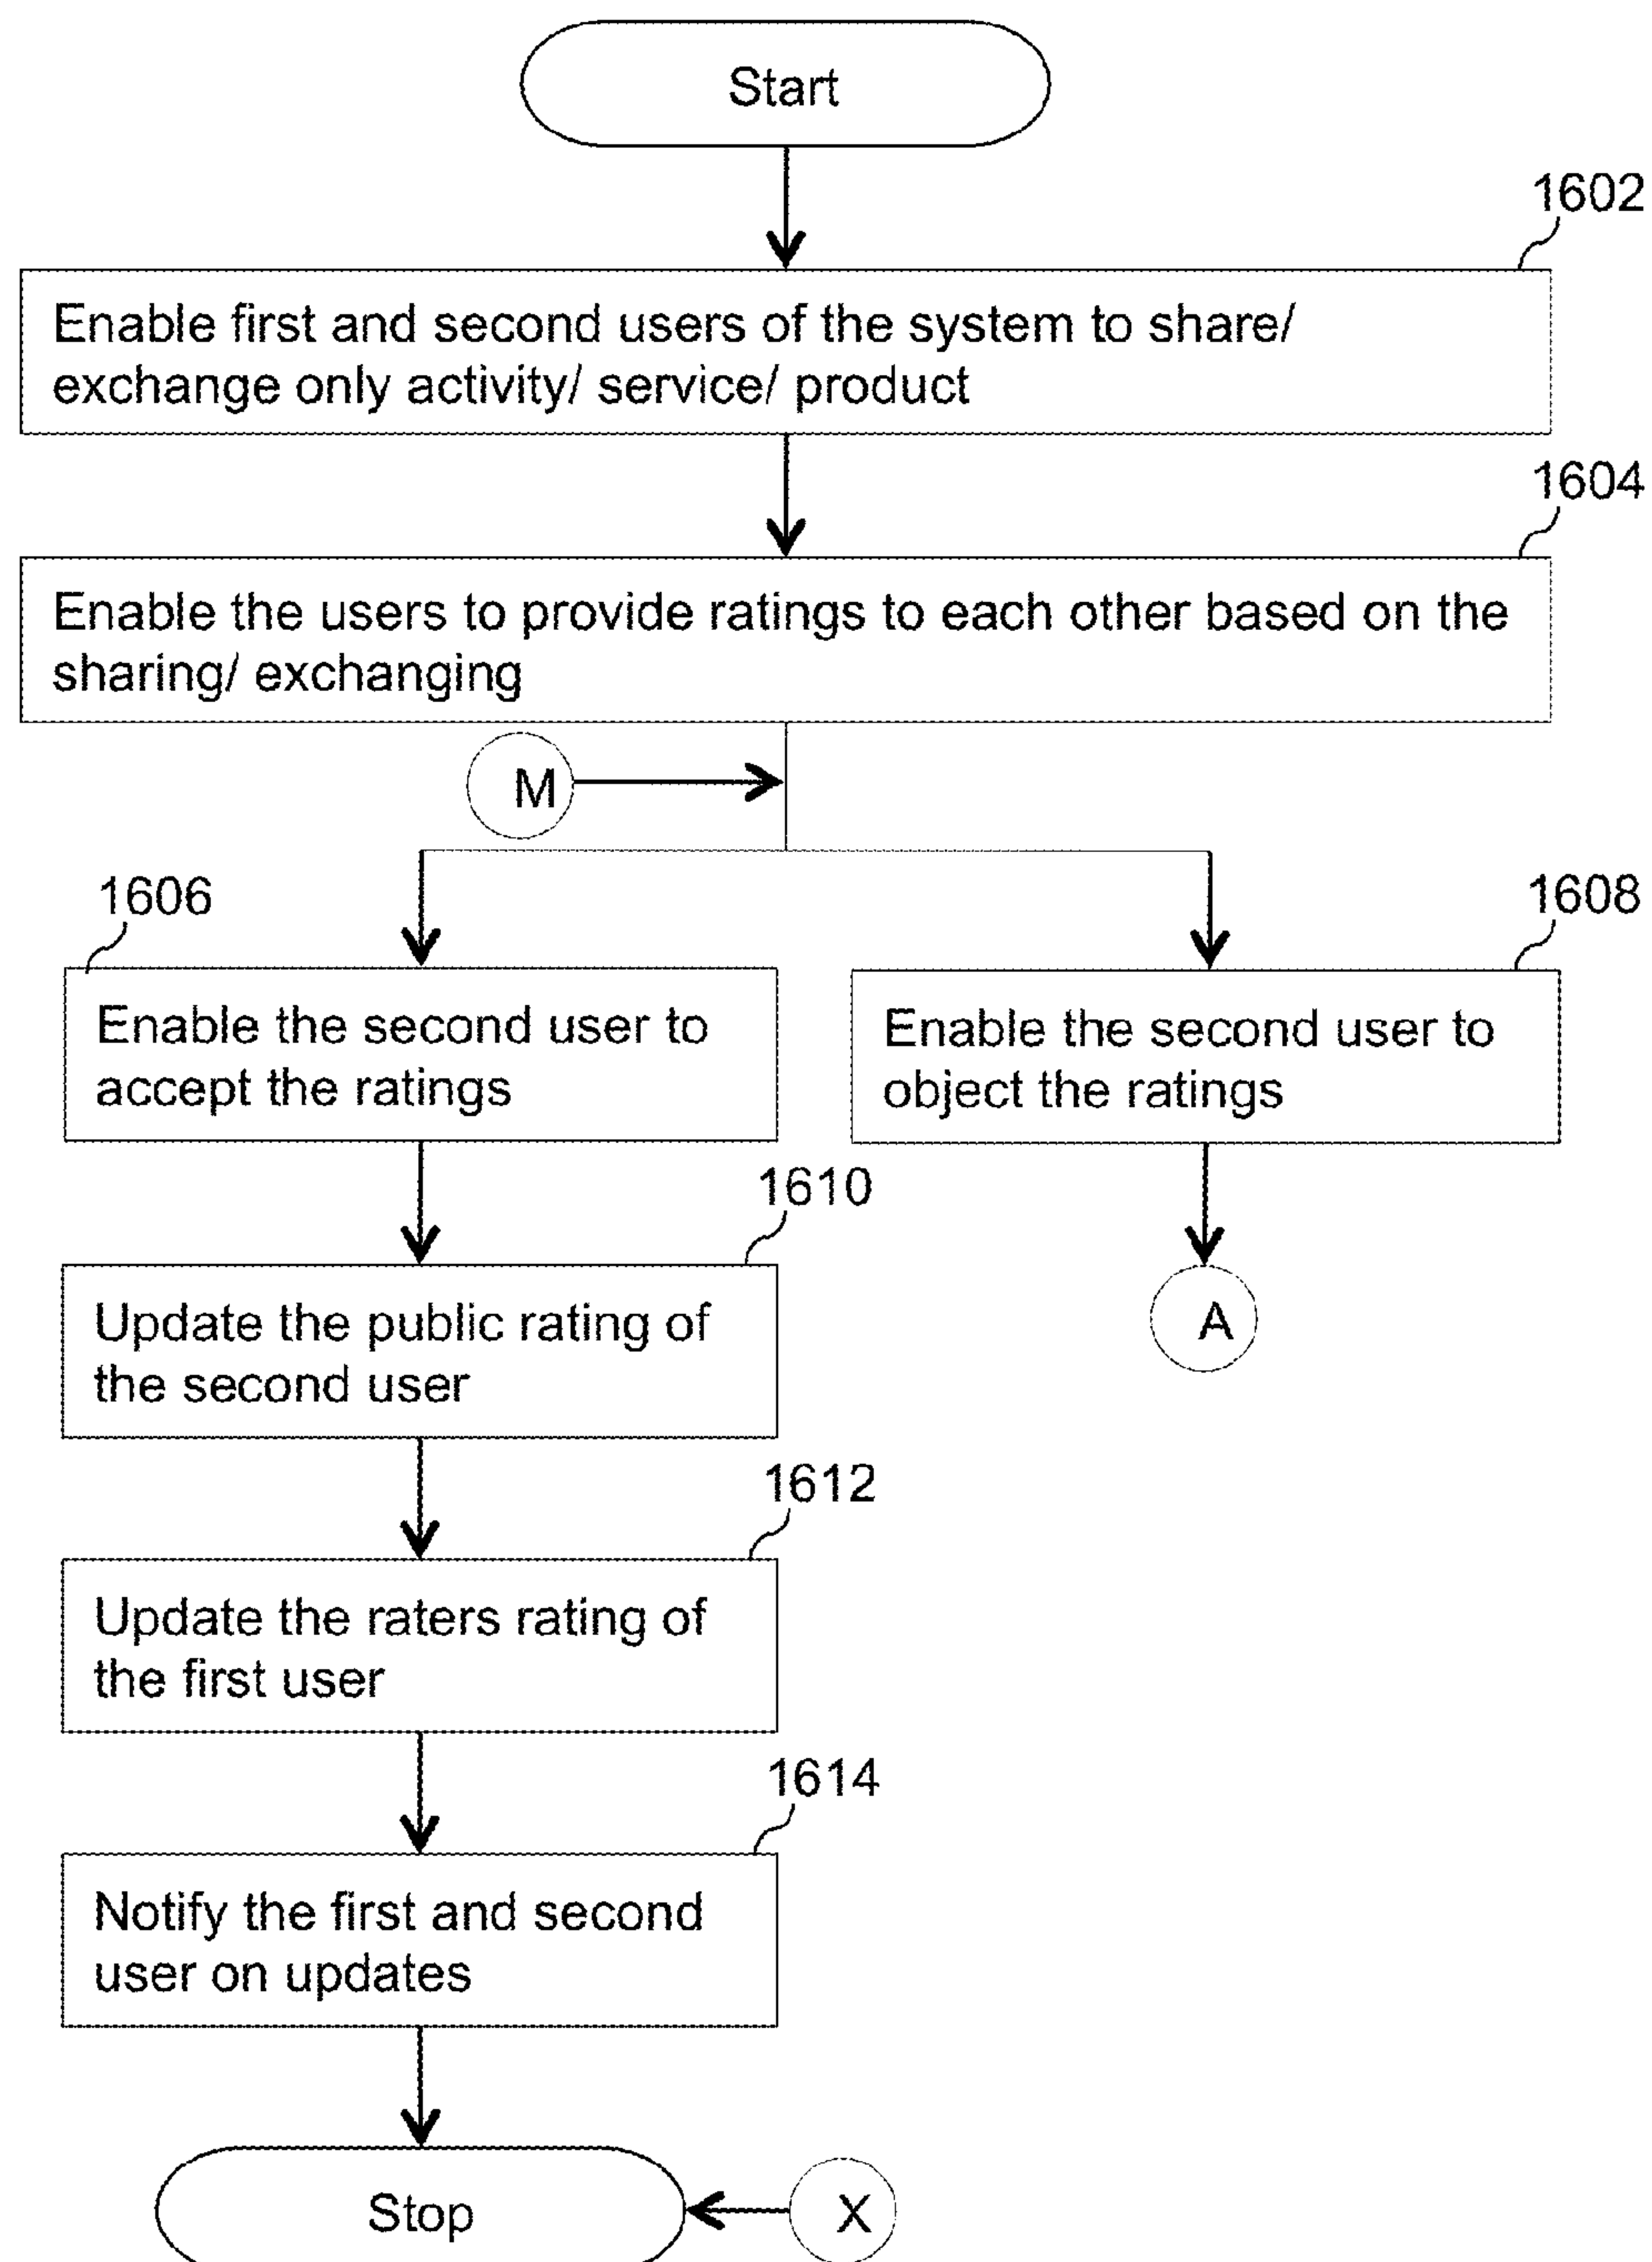 Start
1602
Enable first and second users of the system to share/
exchange only activity/ service/ product
1604
Enable the users to provide ratings to each other based on the
sharing/ exchanging
M
1606
1608
Enable the second user to
accept the ratings
Enable the second user to
object the ratings
1610
A
Update the public rating of
the second user
1612
Update the raters rating of
the first user
1614
Notify the first and second
user on updates
Stop
X